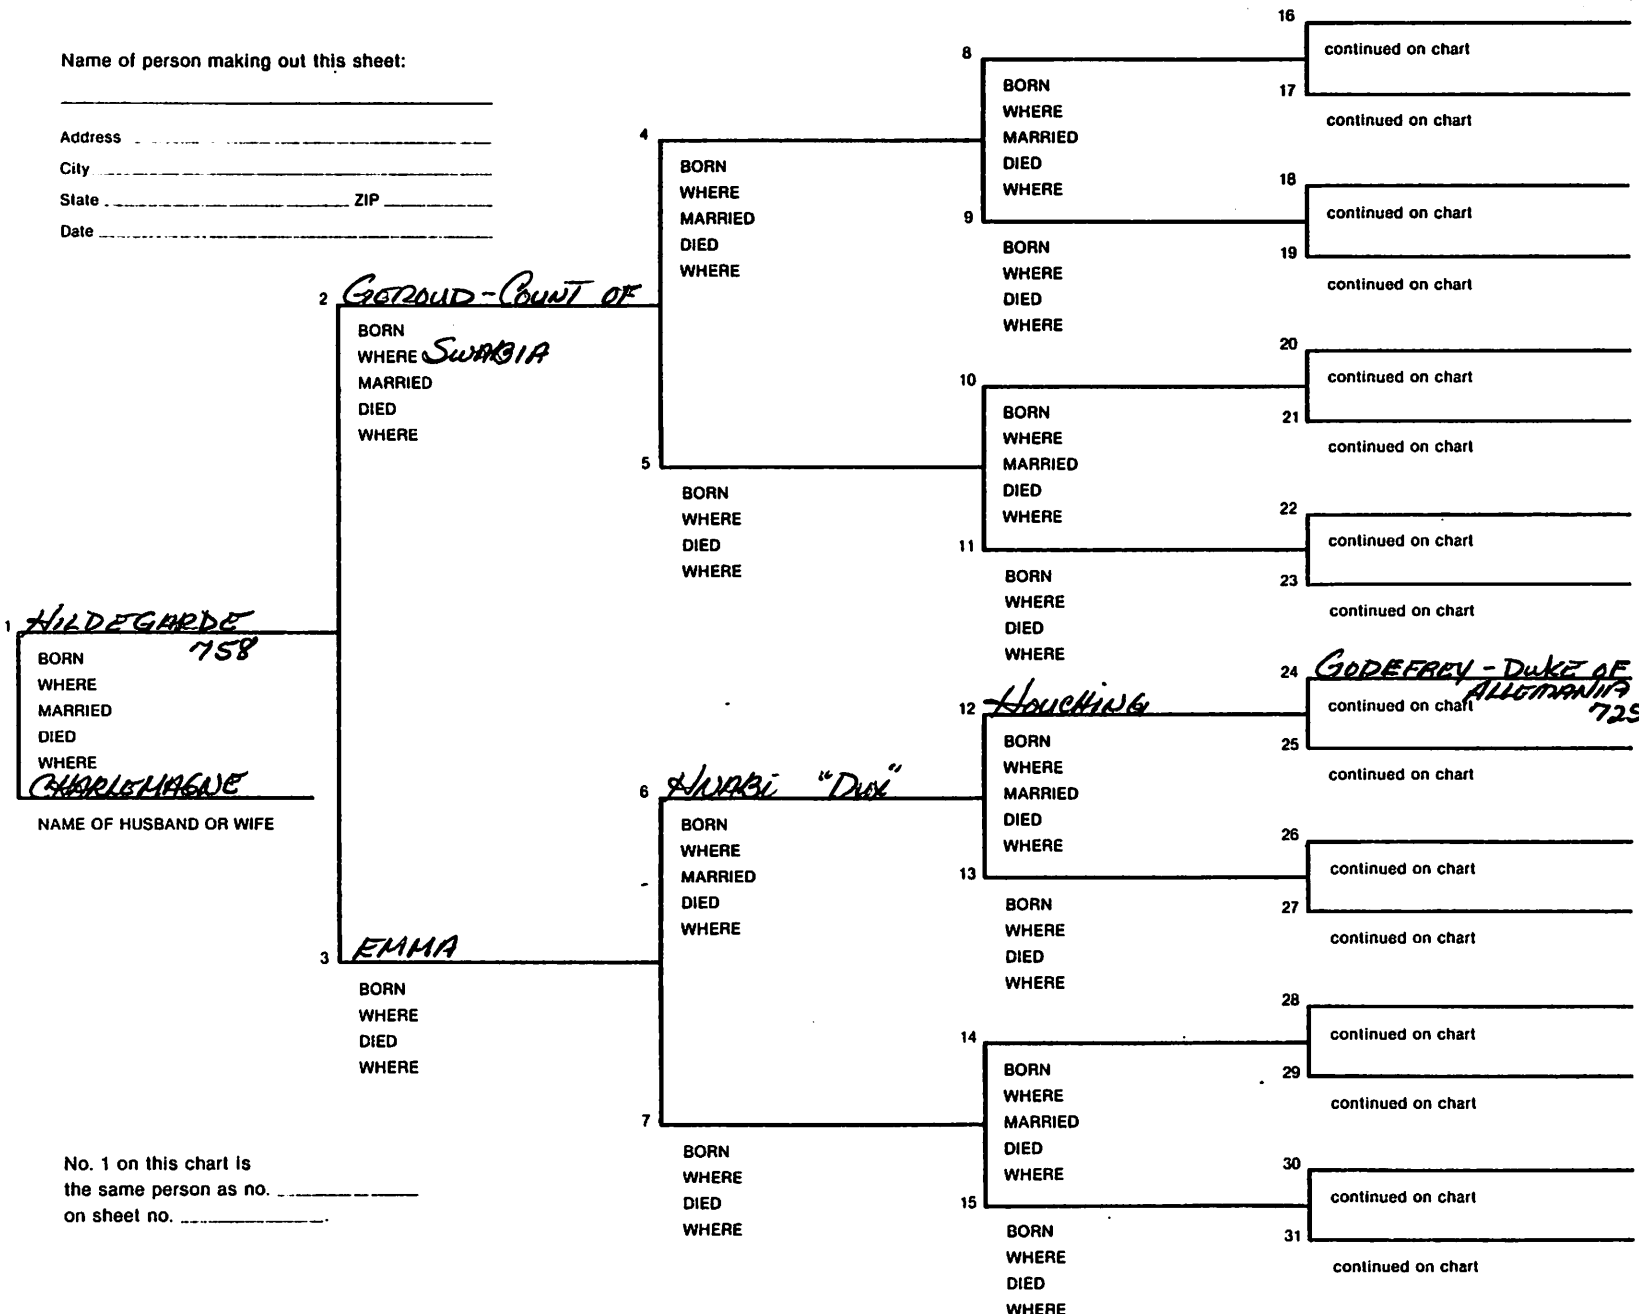 Name of person making out this sheet:
Address
City
State ZIP
Date
No. 1 on this chart is
the same person as no.
on sheet no.
1 HILDEGARDE
758
BORN
WHERE
MARRIED
DIED
WHERE
CHARLEMAGNE
NAME OF HUSBAND OR WIFE
2 GEROUD - COUNT OF
BORN
WHERE SWABIA
MARRIED
DIED
WHERE
3 EMMA
BORN
WHERE
DIED
WHERE
4
BORN
WHERE
MARRIED
DIED
WHERE
5
BORN
WHERE
DIED
WHERE
6 HNABI "DUX"
BORN
WHERE
MARRIED
DIED
WHERE
7
BORN
WHERE
DIED
WHERE
8
BORN
WHERE
MARRIED
DIED
WHERE
9
BORN
WHERE
DIED
WHERE
10
BORN
WHERE
MARRIED
DIED
WHERE
11
BORN
WHERE
DIED
WHERE
12 HOUCHING
BORN
WHERE
MARRIED
DIED
WHERE
13
BORN
WHERE
DIED
WHERE
14
BORN
WHERE
MARRIED
DIED
WHERE
15
BORN
WHERE
DIED
WHERE
16
continued on chart
17
continued on chart
18
continued on chart
19
continued on chart
20
continued on chart
21
continued on chart
22
continued on chart
23
continued on chart
24 GODEFREY - DUKE OF
ALLEMANIA
continued on chart
725
25
continued on chart
26
continued on chart
27
continued on chart
28
continued on chart
29
continued on chart
30
continued on chart
31
continued on chart